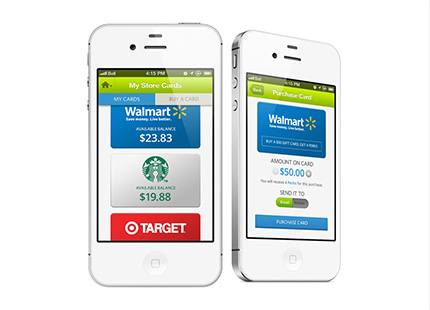 Bell 4:15 PM
My Store Cards
MY CARDS BUY A CARD
Walmart
Save money. Live better.
AVAILABLE BALANCE
$23.83
AVAILABLE BALANCE
$19.88
TARGET
Bell 4:15 PM
Back Purchase Card
Walmart
Save money. Live better.
BUY A $50 GIFT CARD, GET 4 PERKS
AMOUNT ON CARD
$50.00
You will receive 4 Perks for this purchase.
SEND IT TO
Email
PURCHASE CARD